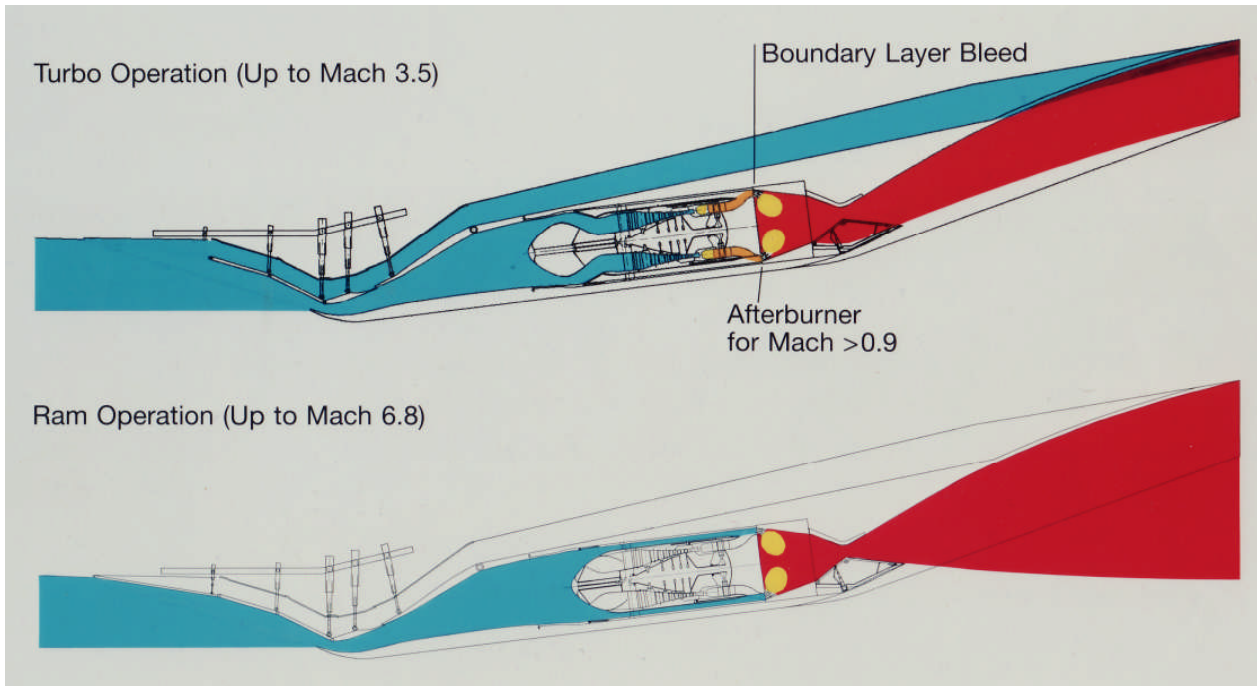 Turbo Operation (Up to Mach 3.5)
Boundary Layer Bleed
Afterburner
for Mach >0.9
Ram Operation (Up to Mach 6.8)